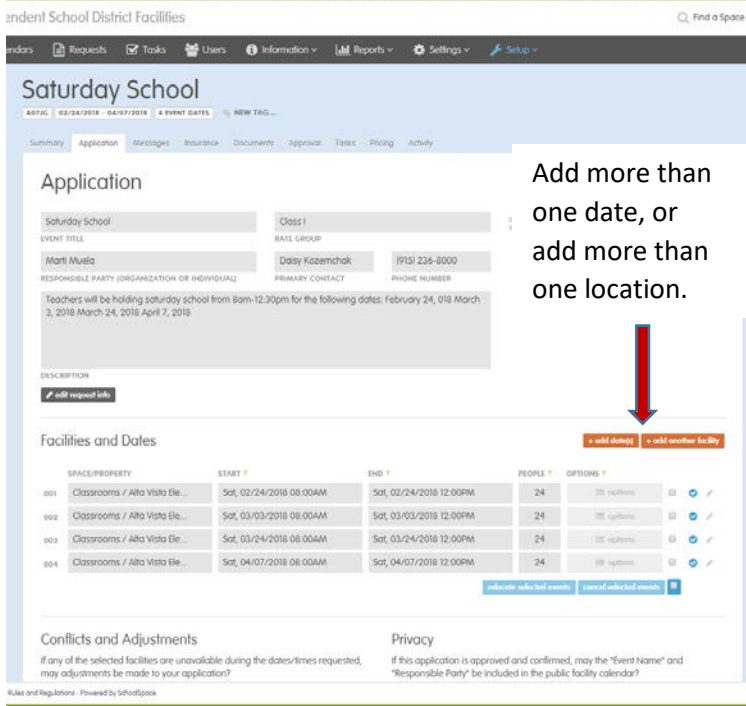 endent School District Facilities
Find a Space
endars Requests Tasks Users Information Reports Settings Setup
Saturday School
A07JG 02/24/2018 - 04/07/2018 4 EVENT DATES NEW TAG...
Summary Application Messages Insurance Documents Approval Tasks Pricing Activity
Application
Add more than
one date, or
add more than
one location.
Saturday School Class I
EVENT TITLE RATE GROUP
Marti Muela Daisy Kozemchak (915) 236-8000
RESPONSIBLE PARTY (ORGANIZATION OR INDIVIDUAL) PRIMARY CONTACT PHONE NUMBER
Teachers will be holding saturday school from 8am-12.30pm for the following dates: February 24, 018 March
3, 2018 March 24, 2018 April 7, 2018
DESCRIPTION
edit request info
Facilities and Dates
+ add date(s) + add another facility
SPACE/PROPERTY START END PEOPLE OPTIONS
001 Classrooms / Alta Vista Ele... Sat, 02/24/2018 08:00AM Sat, 02/24/2018 12:00PM 24 options
002 Classrooms / Alta Vista Ele... Sat, 03/03/2018 08:00AM Sat, 03/03/2018 12:00PM 24 options
003 Classrooms / Alta Vista Ele... Sat, 03/24/2018 08:00AM Sat, 03/24/2018 12:00PM 24 options
004 Classrooms / Alta Vista Ele... Sat, 04/07/2018 08:00AM Sat, 04/07/2018 12:00PM 24 options
relocate selected events cancel selected events
Conflicts and Adjustments Privacy
If any of the selected facilities are unavailable during the dates/times requested, If this application is approved and confirmed, may the "Event Name" and
may adjustments be made to your application? "Responsible Party" be included in the public facility calendar?
Rules and Regulations - Powered by SchoolSpace